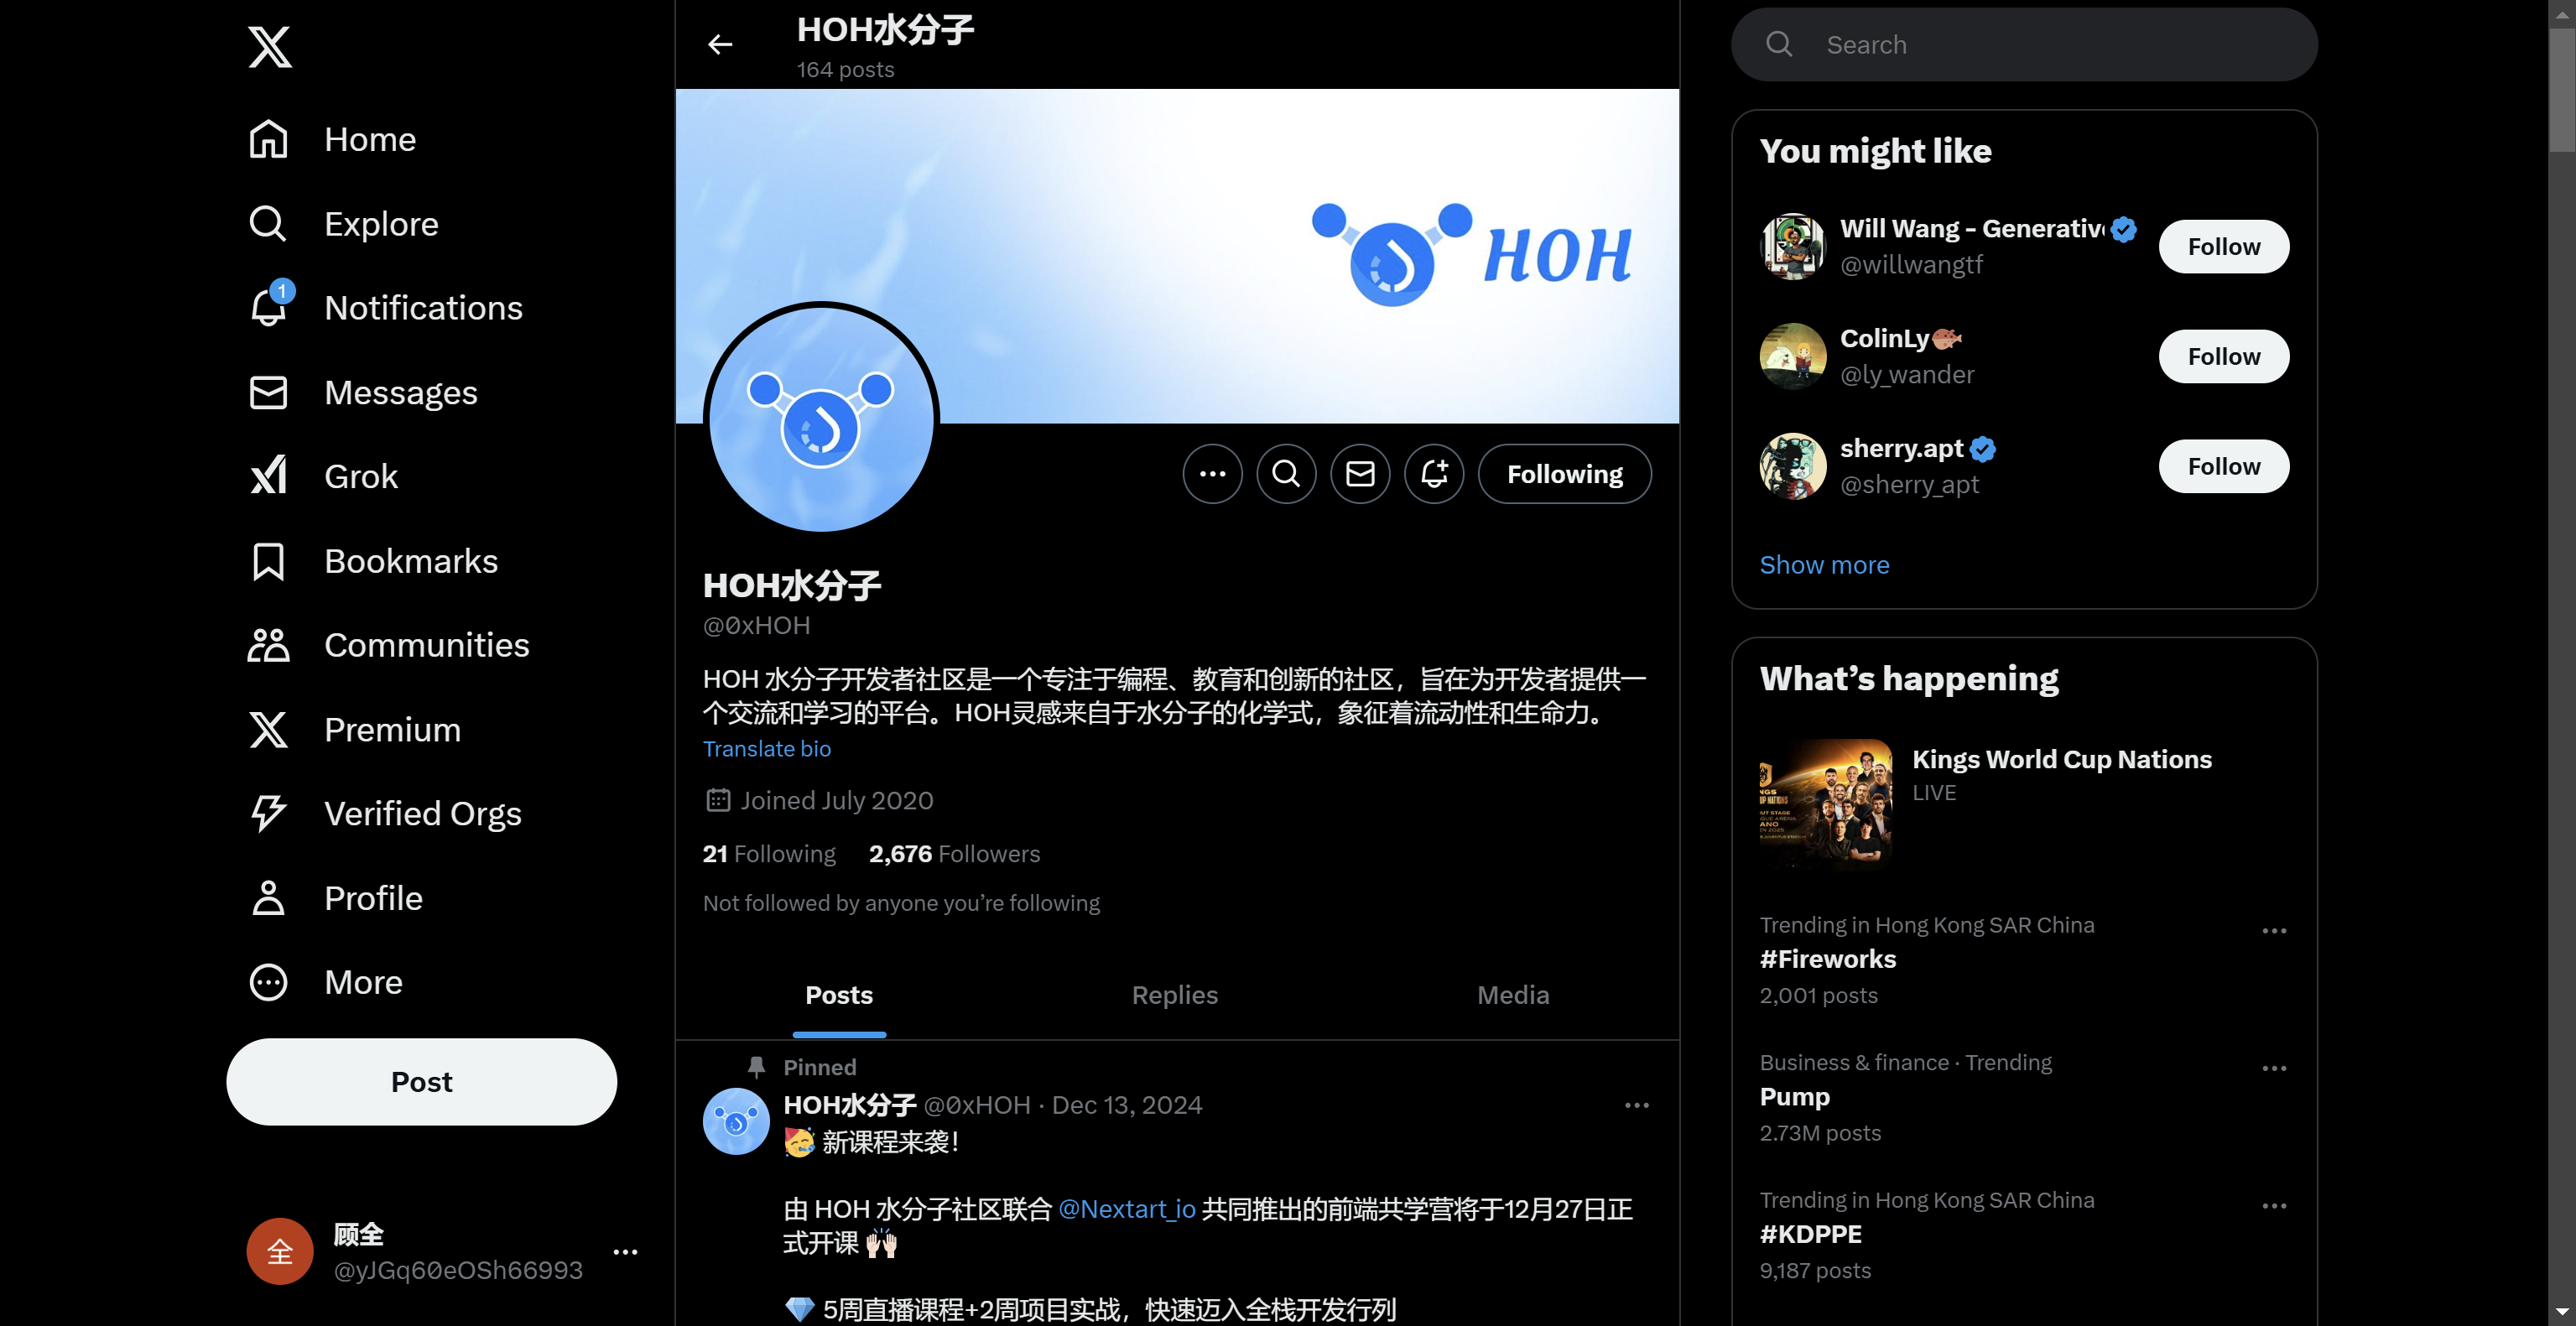 Home
Explore
1
Notifications
Messages
Grok
Bookmarks
Communities
Premium
Verified Orgs
Profile
More
Post
全
顾全
@yJGq60eOSh66993
HOH水分子
164 posts
HOH
Following
HOH水分子
@0xHOH
HOH 水分子开发者社区是一个专注于编程、教育和创新的社区，旨在为开发者提供一
个交流和学习的平台。HOH灵感来自于水分子的化学式，象征着流动性和生命力。
Translate bio
Joined July 2020
21 Following 2,676 Followers
Not followed by anyone you’re following
Posts Replies Media
Pinned
HOH水分子 @0xHOH · Dec 13, 2024
🥳 新课程来袭！
由 HOH 水分子社区联合 @Nextart_io 共同推出的前端共学营将于12月27日正
式开课 🙌🏻
💎 5周直播课程+2周项目实战，快速迈入全栈开发行列
Search
You might like
Will Wang - Generativ
@willwangtf
Follow
ColinLy🐡
@ly_wander
Follow
sherry.apt
@sherry_apt
Follow
Show more
What’s happening
Kings World Cup Nations
LIVE
Trending in Hong Kong SAR China
#Fireworks
2,001 posts
Business & finance · Trending
Pump
2.73M posts
Trending in Hong Kong SAR China
#KDPPE
9,187 posts